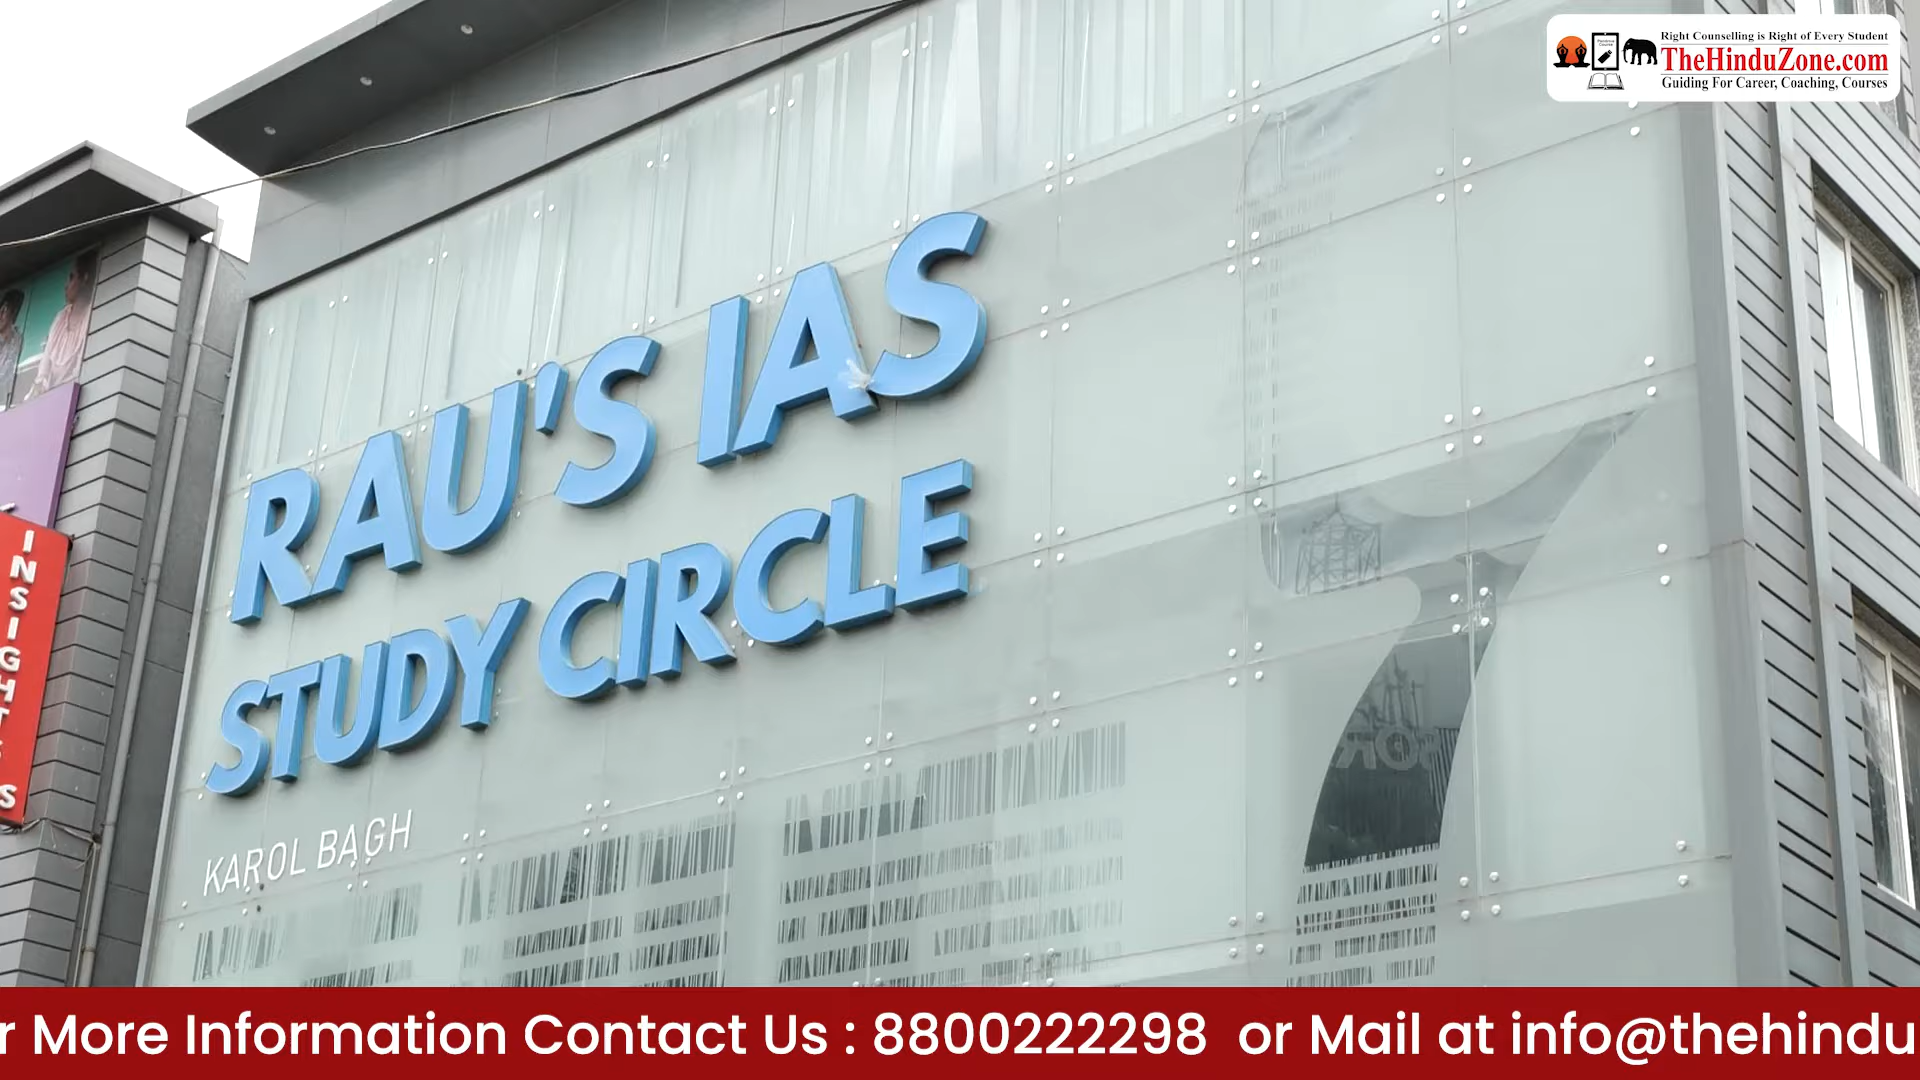 Right Counselling is Right of Every Student
TheHinduZone.com
Guiding For Career, Coaching, Courses
RAU'S IAS
STUDY CIRCLE
KAROL BAGH
INSIGHTS
r More Information Contact Us : 8800222298 or Mail at info@thehindu